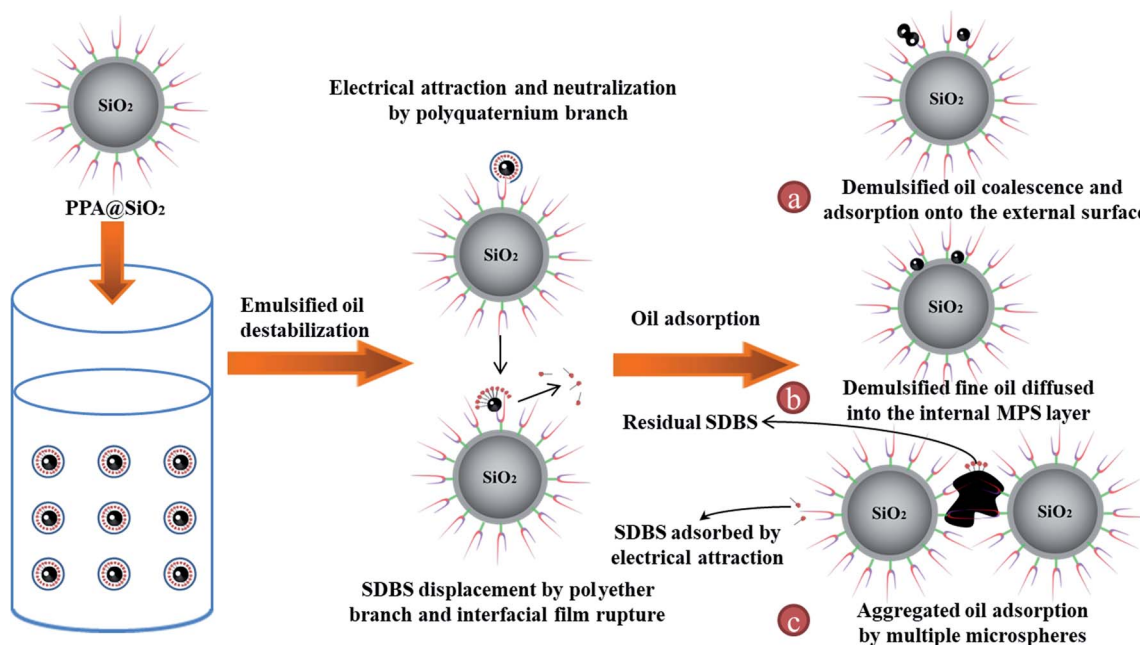 SiO₂
PPA@SiO₂
Emulsified oil
destabilization
Electrical attraction and neutralization
by polyquaternium branch
SiO₂
SiO₂
SDBS displacement by polyether
branch and interfacial film rupture
Oil adsorption
SiO₂
a
Demulsified oil coalescence and
adsorption onto the external surface
SiO₂
b
Demulsified fine oil diffused
into the internal MPS layer
Residual SDBS
SiO₂
SiO₂
SDBS adsorbed by
electrical attraction
c
Aggregated oil adsorption
by multiple microspheres